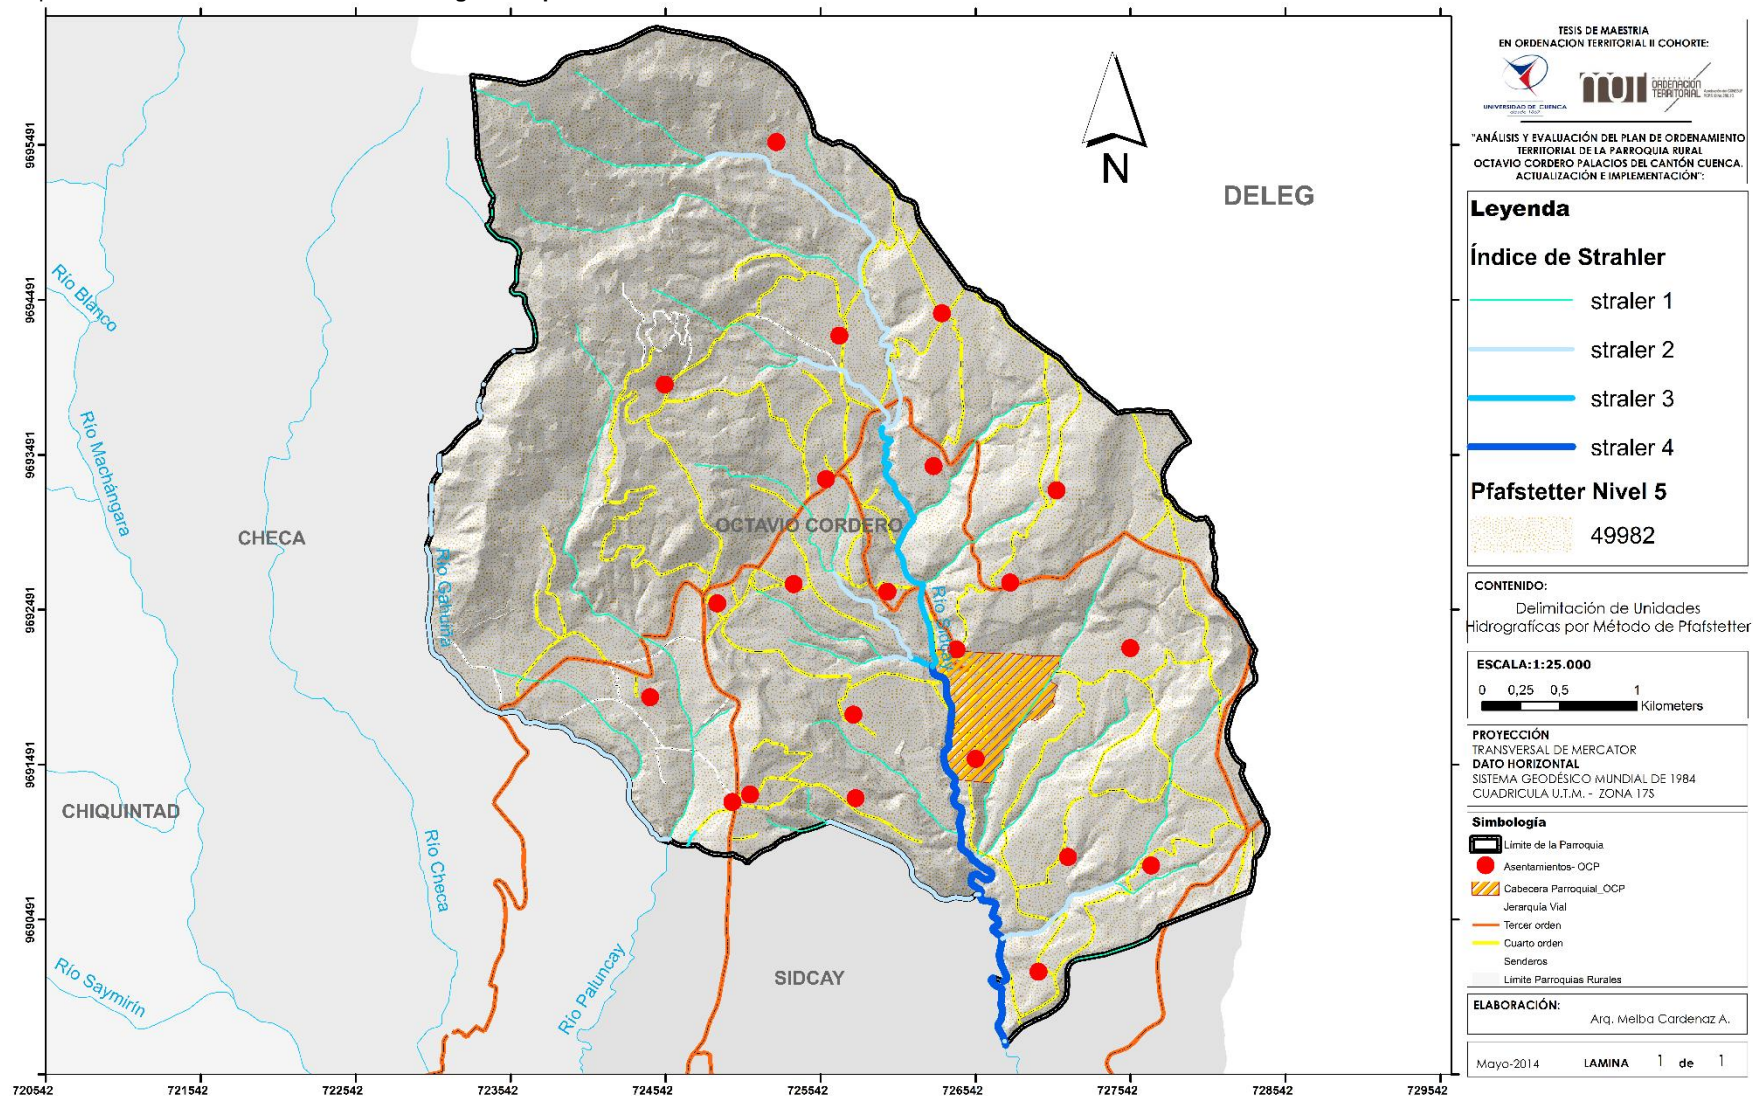 N
DELEG
CHECA
CHIQUINTAD
SIDCAY
OCTAVIO CORDERO
Río Blanco
Río Machángara
Río Saymirín
Río Checa
Río Paluncay
Río Sidcay
9695491
9694491
9693491
9692491
9691491
9690491
720542
721542
722542
723542
724542
725542
726542
727542
728542
729542
TESIS DE MAESTRIA
EN ORDENACION TERRITORIAL II COHORTE:
UNIVERSIDAD DE CUENCA
desde 1867
ORDENACIÓN
TERRITORIAL
"ANÁLISIS Y EVALUACIÓN DEL PLAN DE ORDENAMIENTO
TERRITORIAL DE LA PARROQUIA RURAL
OCTAVIO CORDERO PALACIOS DEL CANTÓN CUENCA.
ACTUALIZACIÓN E IMPLEMENTACIÓN":
Leyenda
Índice de Strahler
straler 1
straler 2
straler 3
straler 4
Pfafstetter Nivel 5
49982
CONTENIDO:
Delimitación de Unidades
Hidrografícas por Método de Pfafstetter
ESCALA:1:25.000
0 0,25 0,5 1
Kilometers
PROYECCIÓN
TRANSVERSAL DE MERCATOR
DATO HORIZONTAL
SISTEMA GEODÉSICO MUNDIAL DE 1984
CUADRICULA U.T.M. - ZONA 17S
Simbología
Límite de la Parroquia
Asentamientos- OCP
Cabecera Parroquial_OCP
Jerarquía Vial
Tercer orden
Cuarto orden
Senderos
Límite Parroquias Rurales
ELABORACIÓN:
Arq. Melba Cardenaz A.
Mayo-2014 LAMINA 1 de 1